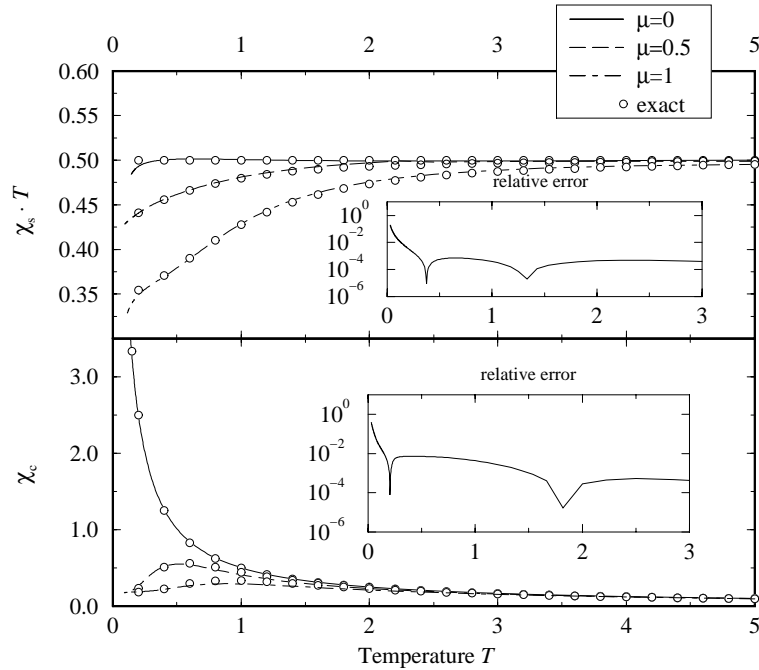 μ=0
μ=0.5
μ=1
exact
0 1 2 3 4 5
0.60
0.55
0.50
0.45
0.40
0.35
χs · T
relative error
10^0
10^−2
10^−4
10^−6
0 1 2 3
3.0
2.0
1.0
0.0
χc
relative error
10^0
10^−2
10^−4
10^−6
0 1 2 3
0 1 2 3 4 5
Temperature T